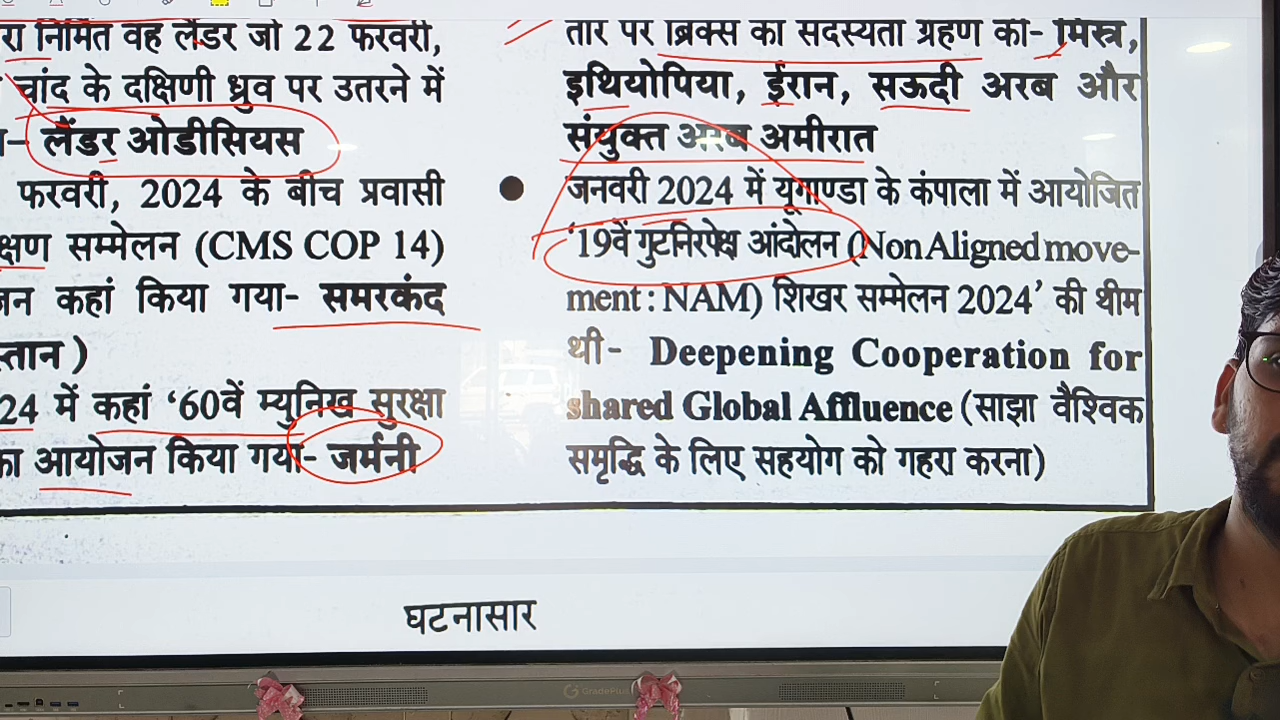 रा निर्मित वह लेंडर जो 22 फरवरी,
चांद के दक्षिणी ध्रुव पर उतरने में
– लेंडर ओडीसियस
फरवरी, 2024 के बीच प्रवासी
क्षण सम्मेलन (CMS COP 14)
जन कहां किया गया- समरकंद
स्तान)
24 में कहां ‘60वें म्युनिख सुरक्षा
का आयोजन किया गया- जर्मनी
तौर पर ब्रिक्स की सदस्यता ग्रहण की- मिस्त्र,
इथियोपिया, ईरान, सऊदी अरब और
संयुक्त अरब अमीरात
● जनवरी 2024 में यूगाण्डा के कंपाला में आयोजित
‘19वें गुटनिरपेक्ष आंदोलन (Non Aligned move-
ment : NAM) शिखर सम्मेलन 2024’ की थीम
थी- Deepening Cooperation for
shared Global Affluence (साझा वैश्विक
समृद्धि के लिए सहयोग को गहरा करना)
घटनासार